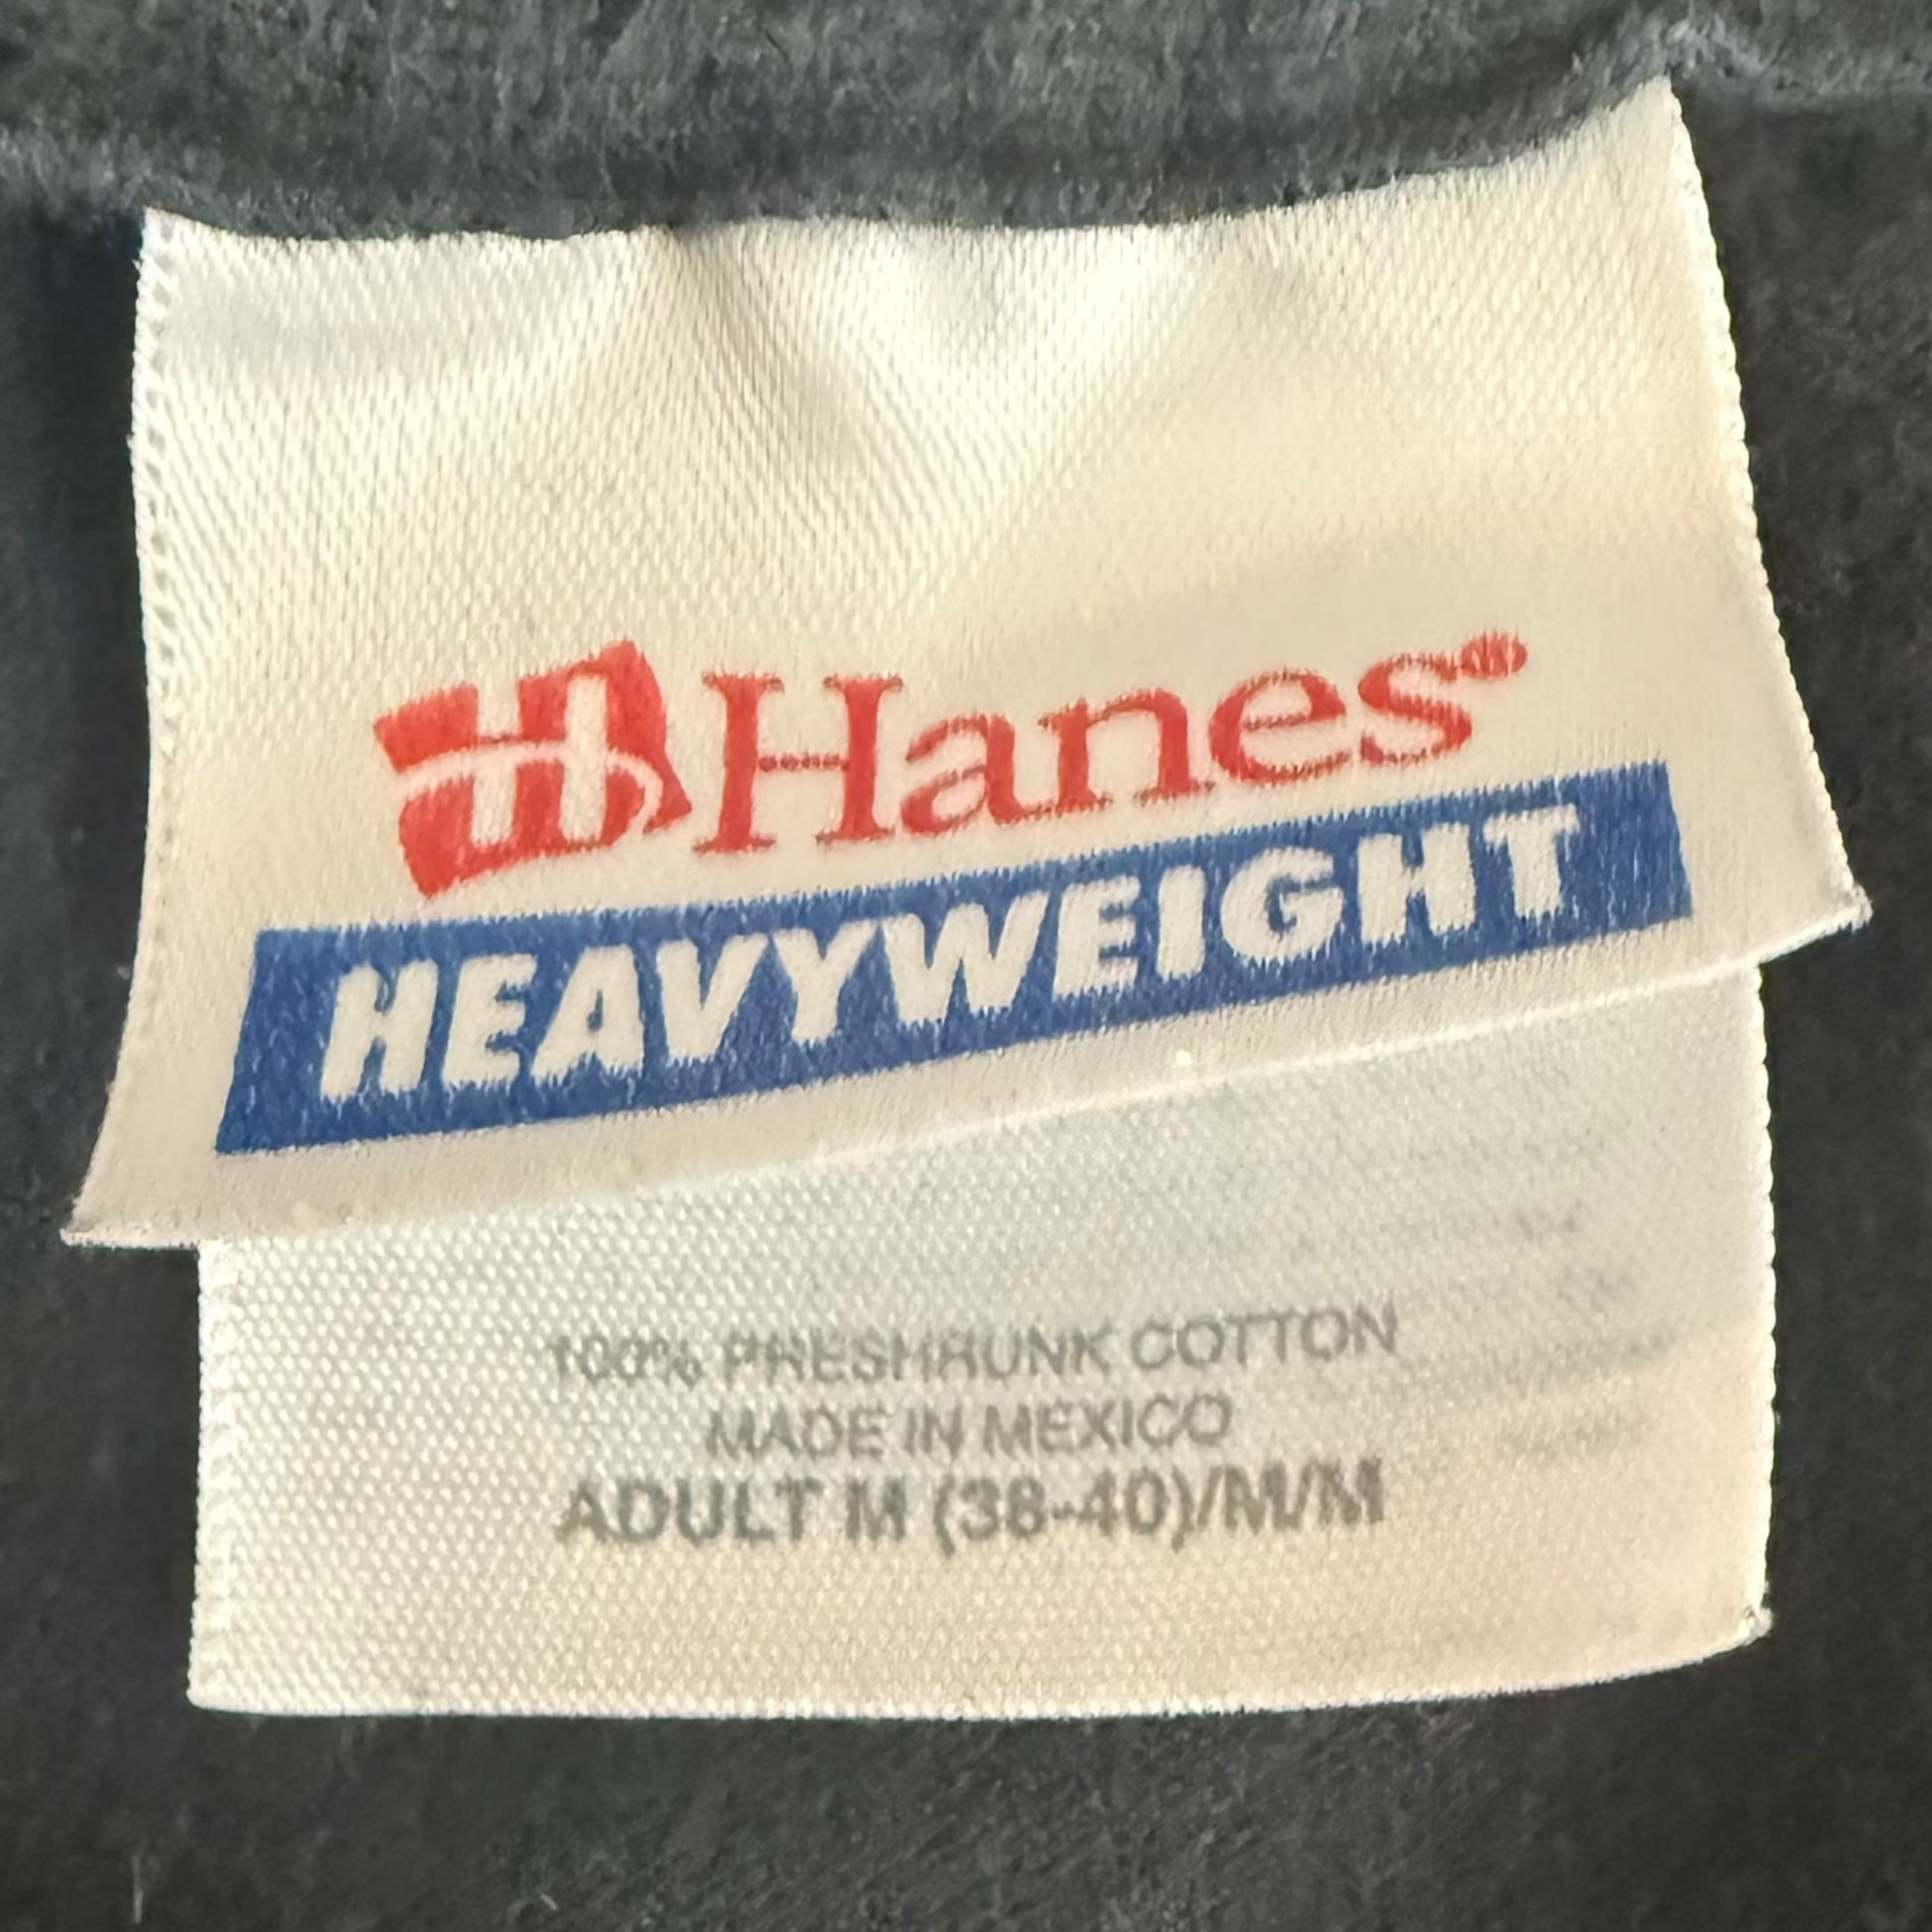 H Hanes®
HEAVYWEIGHT
100% PRESHRUNK COTTON
MADE IN MEXICO
ADULT M (38-40)/M/M